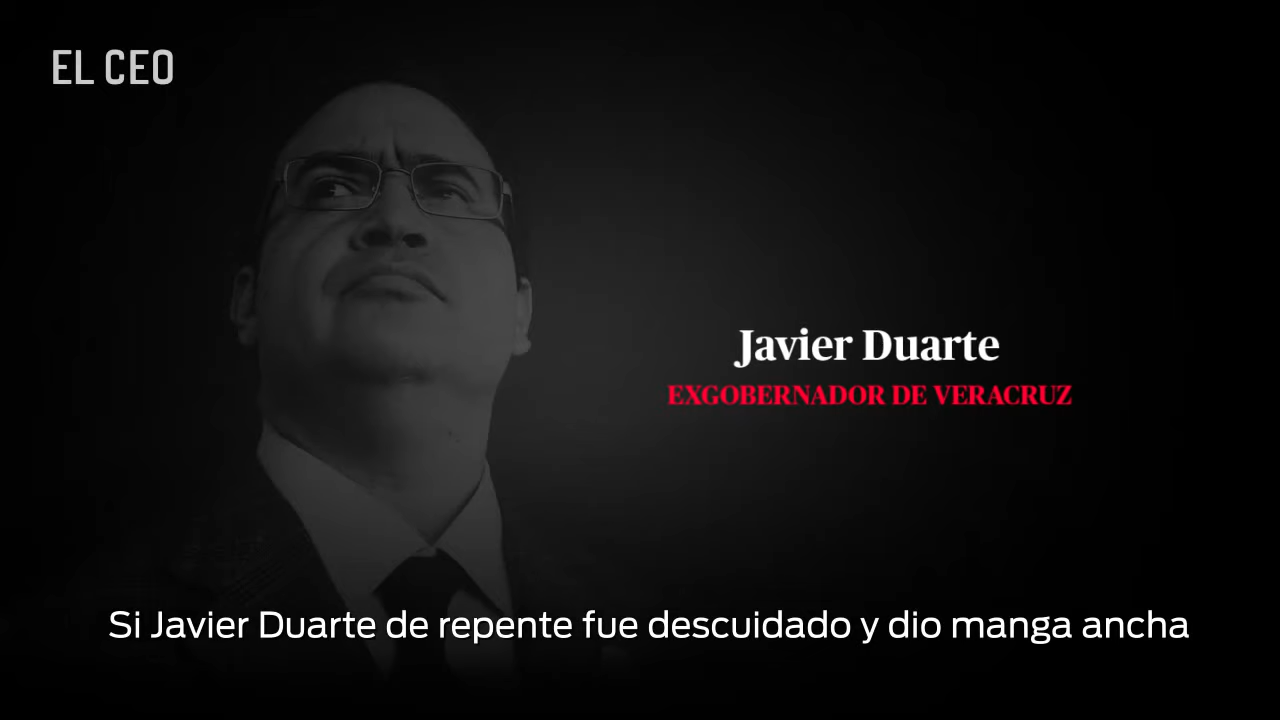 EL CEO
Javier Duarte
EXGOBERNADOR DE VERACRUZ
Si Javier Duarte de repente fue descuidado y dio manga ancha